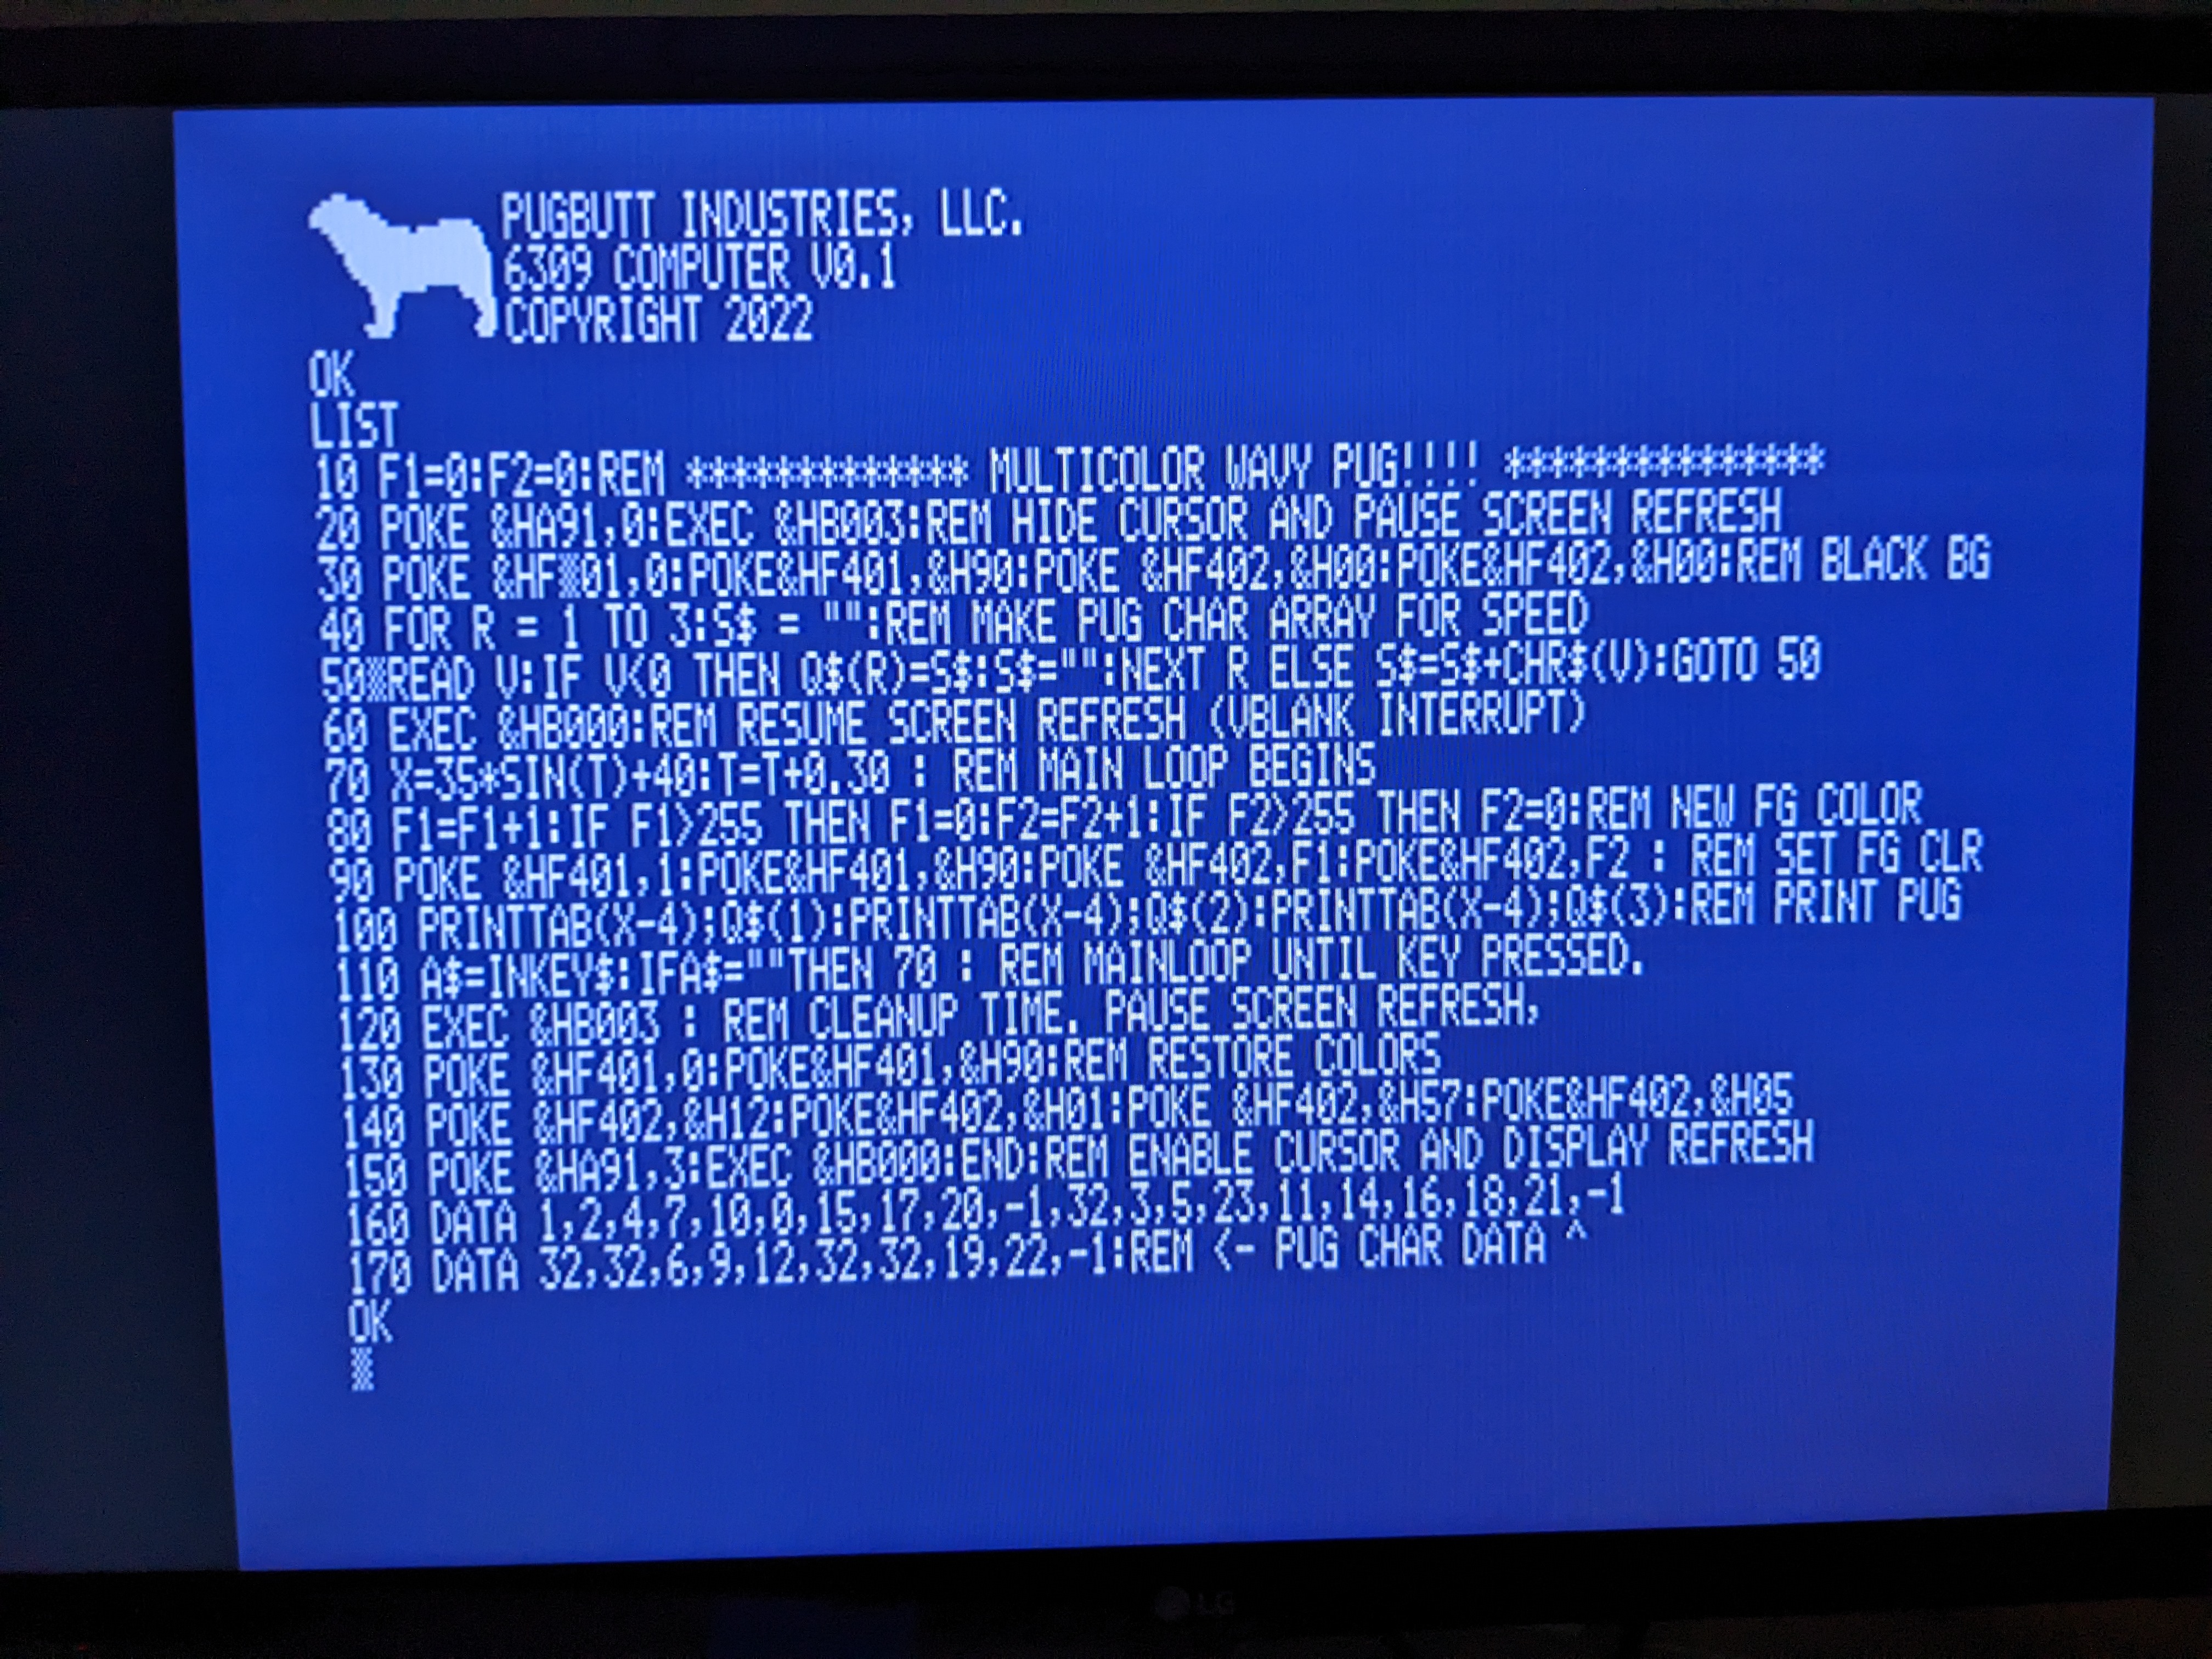 PUGBUTT INDUSTRIES, LLC.
6309 COMPUTER V0.1
COPYRIGHT 2022
OK
LIST
10 F1=0:F2=0:REM ************* MULTICOLOR WAVY PUG!!!! ***************
20 POKE &HA91,0:EXEC &HB003:REM HIDE CURSOR AND PAUSE SCREEN REFRESH
30 POKE &HF▒01,0:POKE&HF401,&H90:POKE &HF402,&H00:POKE&HF402,&H00:REM BLACK BG
40 FOR R = 1 TO 3:S$ = "":REM MAKE PUG CHAR ARRAY FOR SPEED
50▒READ V:IF V<0 THEN Q$(R)=S$:S$="":NEXT R ELSE S$=S$+CHR$(V):GOTO 50
60 EXEC &HB000:REM RESUME SCREEN REFRESH (VBLANK INTERRUPT)
70 X=35*SIN(T)+40:T=T+0.30 : REM MAIN LOOP BEGINS
80 F1=F1+1:IF F1>255 THEN F1=0:F2=F2+1:IF F2>255 THEN F2=0:REM NEW FG COLOR
90 POKE &HF401,1:POKE&HF401,&H90:POKE &HF402,F1:POKE&HF402,F2 : REM SET FG CLR
100 PRINTTAB(X-4);Q$(1):PRINTTAB(X-4);Q$(2):PRINTTAB(X-4);Q$(3):REM PRINT PUG
110 A$=INKEY$:IFA$=""THEN 70 : REM MAINLOOP UNTIL KEY PRESSED.
120 EXEC &HB003 : REM CLEANUP TIME. PAUSE SCREEN REFRESH,
130 POKE &HF401,0:POKE&HF401,&H90:REM RESTORE COLORS
140 POKE &HF402,&H12:POKE&HF402,&H01:POKE &HF402,&H57:POKE&HF402,&H05
150 POKE &HA91,3:EXEC &HB000:END:REM ENABLE CURSOR AND DISPLAY REFRESH
160 DATA 1,2,4,7,10,0,15,17,20,-1,32,3,5,23,11,14,16,18,21,-1
170 DATA 32,32,6,9,12,32,32,19,22,-1:REM <- PUG CHAR DATA ^
OK
LG